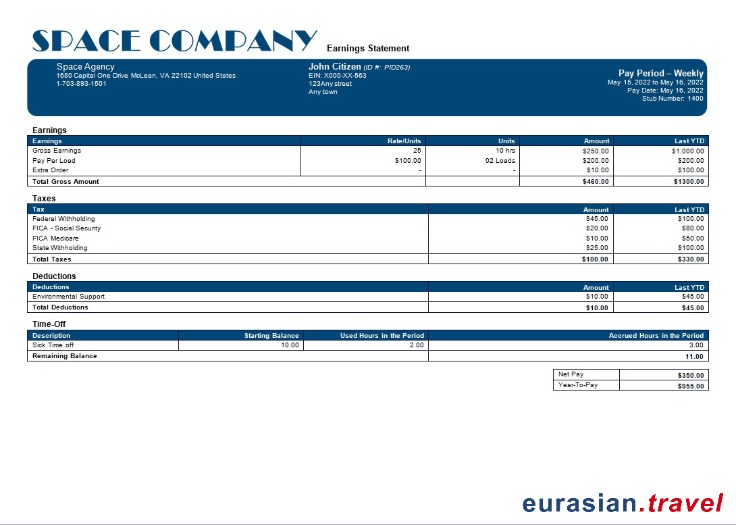 SPACE COMPANY Earnings Statement
Space Agency
1680 Capital One Drive McLean, VA 22102 United States
1-703-893-1501
John Citizen (ID #: PID263)
EIN: X000-XX-563
123Any street
Any town
Pay Period – Weekly
May 15, 2022 to May 16, 2022
Pay Date: May 16, 2022
Stub Number: 1400
Earnings
Earnings Rate/Units Units Amount Last YTD
Gross Earnings 25 10 hrs $250.00 $1,000.00
Pay Per Load $100.00 02 Loads $200.00 $200.00
Extra Order - - $10.00 $100.00
Total Gross Amount $460.00 $1300.00
Taxes
Tax Amount Last YTD
Federal Withholding $45.00 $100.00
FICA - Social Security $20.00 $80.00
FICA Medicare $10.00 $50.00
State Withholding $25.00 $100.00
Total Taxes $100.00 $330.00
Deductions
Deductions Amount Last YTD
Environmental Support $10.00 $45.00
Total Deductions $10.00 $45.00
Time-Off
Description Starting Balance Used Hours in the Period Accrued Hours in the Period
Sick Time off 10.00 2.00 3.00
Remaining Balance 11.00
Net Pay $350.00
Year-To-Pay $955.00
eurasian.travel